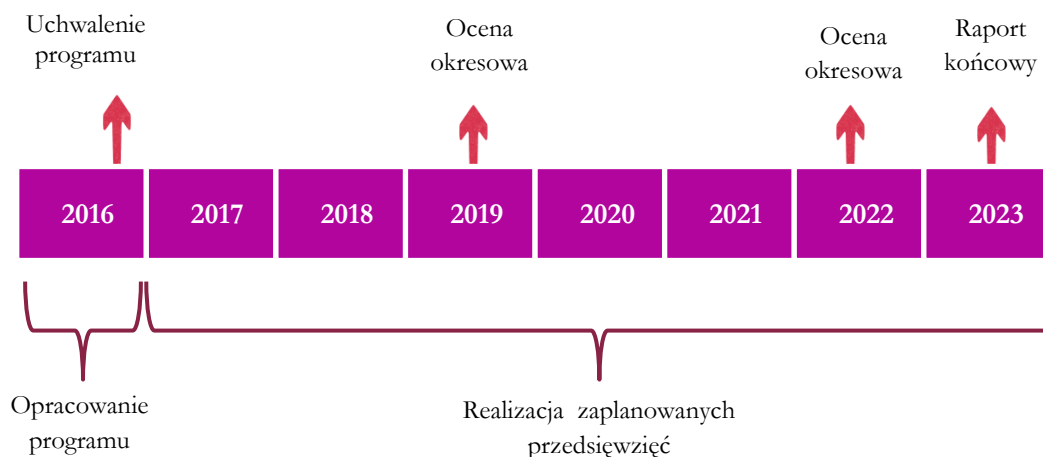 Uchwalenie
programu
Ocena
okresowa
Ocena
okresowa
Raport
końcowy
2016
2017
2018
2019
2020
2021
2022
2023
Opracowanie
programu
Realizacja zaplanowanych
przedsięwzięć